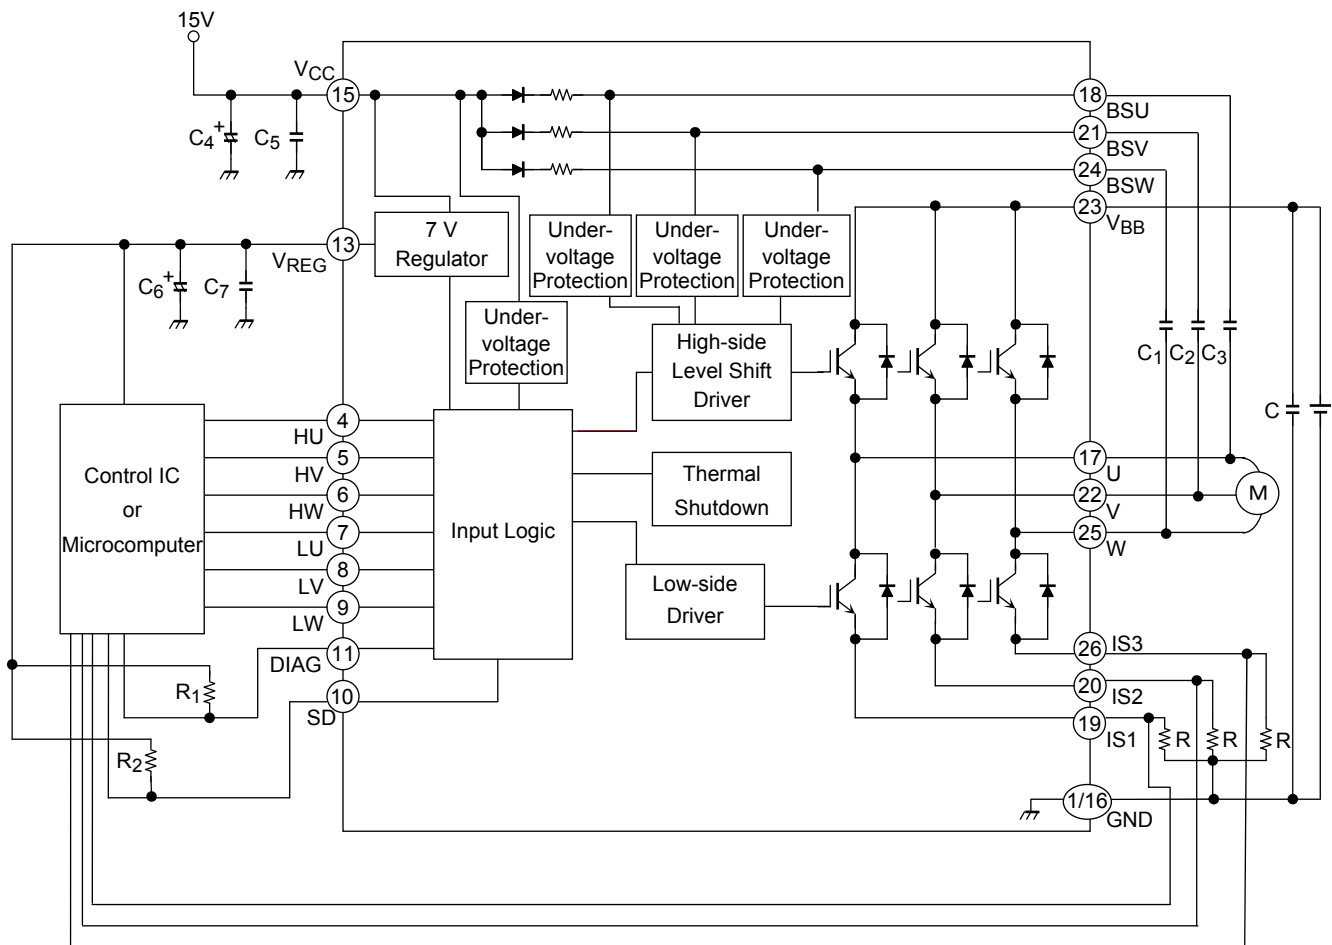 15V
VCC
15
C4
+
C5
18
BSU
21
BSV
24
BSW
23
VBB
13
VREG
7 V
Regulator
Under-
voltage
Protection
Under-
voltage
Protection
Under-
voltage
Protection
C6
+
C7
Under-
voltage
Protection
High-side
Level Shift
Driver
C1
C2
C3
C
Control IC
or
Microcomputer
4
HU
5
HV
6
HW
7
LU
8
LV
9
LW
11
DIAG
10
SD
Input Logic
Thermal
Shutdown
Low-side
Driver
17
U
22
V
25
W
M
26
IS3
20
IS2
19
IS1
R
R
R
1/16
GND
R1
R2